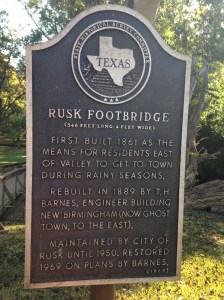 STATE HISTORICAL SURVEY COMMITTEE
TEXAS
RUSK FOOTBRIDGE
(546 FEET LONG: 4 FEET WIDE)
FIRST BUILT 1861 AS THE
MEANS FOR RESIDENTS EAST
OF VALLEY TO GET TO TOWN
DURING RAINY SEASONS.
REBUILT IN 1889 BY T.H.
BARNES, ENGINEER BUILDING
NEW BIRMINGHAM (NOW GHOST
TOWN, TO THE EAST).
MAINTAINED BY CITY OF
RUSK UNTIL 1950. RESTORED
1969 ON PLANS BY BARNES.
(1969)